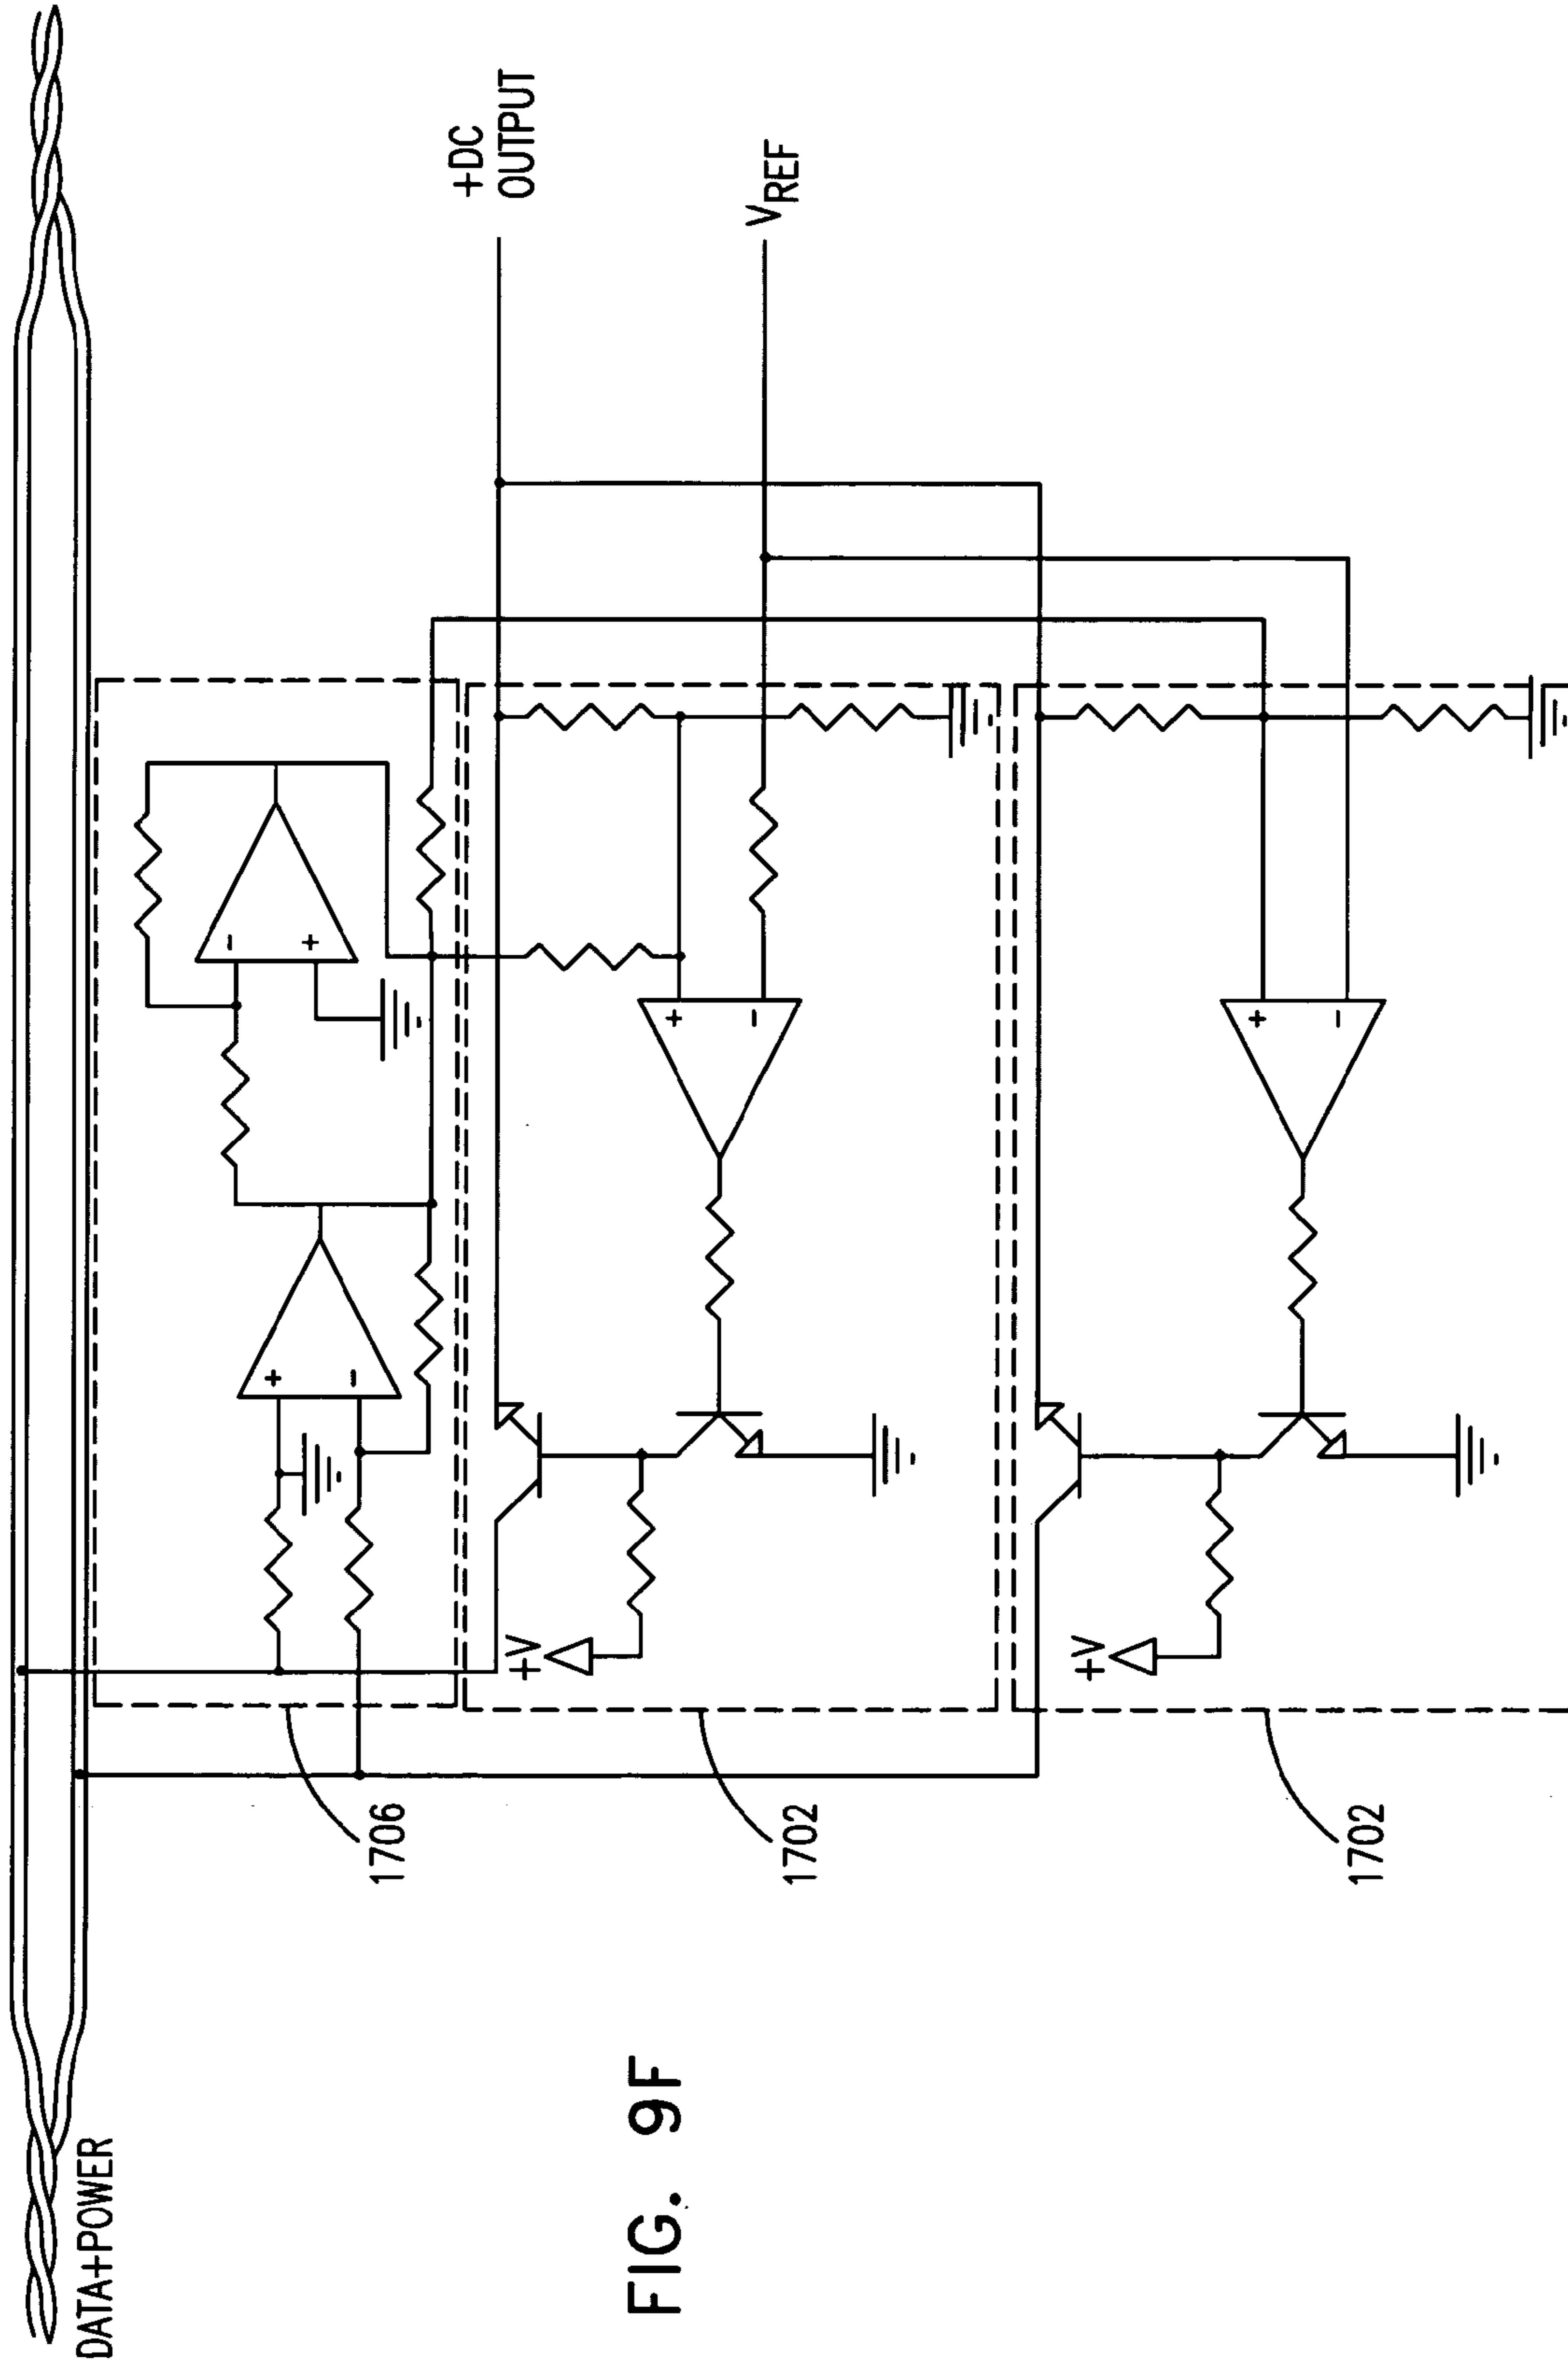 DATA+POWER
+DC
OUTPUT
VREF
1706
+
-
-
+
1702
+V
+
-
1702
+V
+
-
FIG. 9F